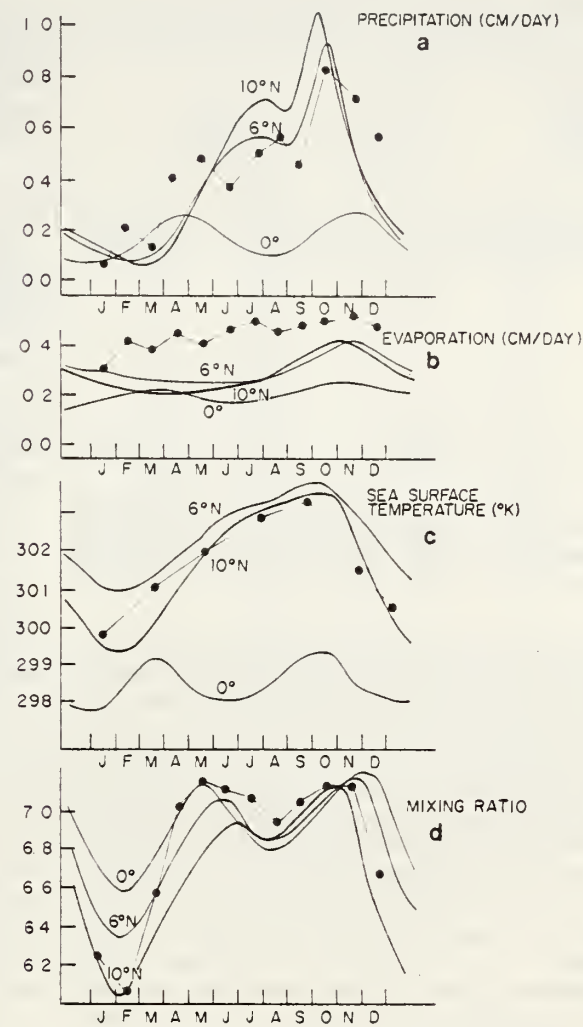 PRECIPITATION (CM/DAY)
a
1 0
0.8
0 6
0 4
0 2
0 0
10°N
6°N
0°
J F M A M J J A S O N D
EVAPORATION (CM/DAY)
b
0 4
0 2
0 0
6°N
10°N
0°
J F M A M J J A S O N D
SEA SURFACE
TEMPERATURE (°K)
c
302
301
300
299
298
6°N
10°N
0°
J F M A M J J A S O N D
MIXING RATIO
d
7.0
6.8
6 6
6.4
6 2
0°
6°N
10°N
J F M A M J J A S O N D